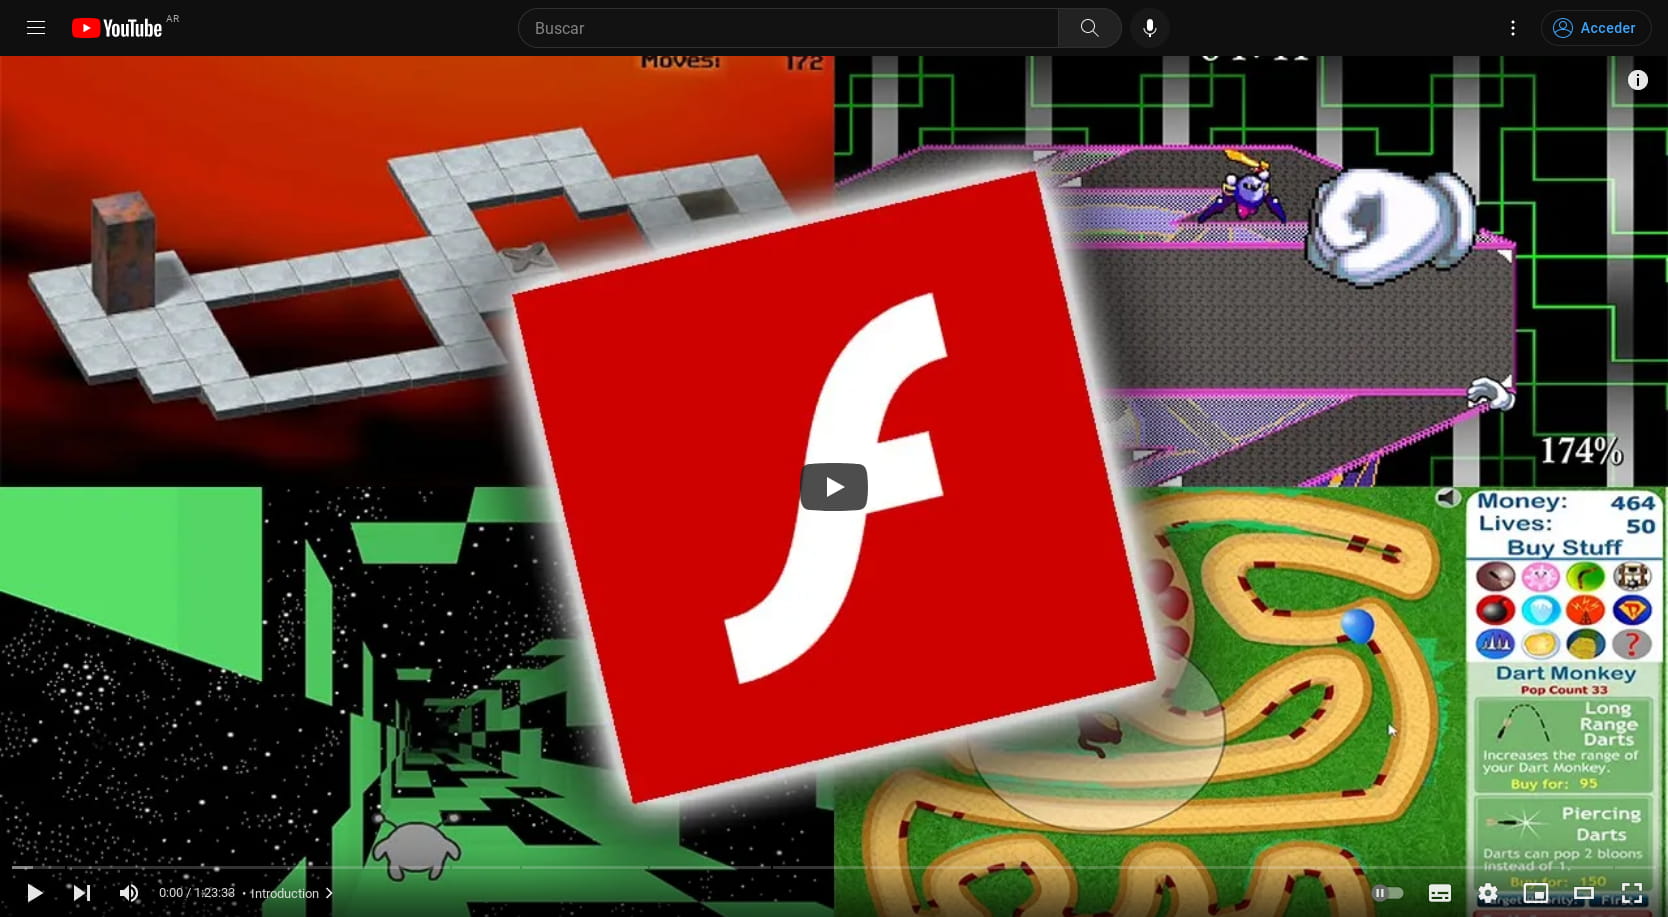 YouTube AR
Buscar
Acceder
Moves: 172
174%
Money: 464
Lives: 50
Buy Stuff
?
Dart Monkey
Pop Count 33
Long
Range
Darts
Increases the range of
your Dart Monkey.
Buy for: 95
Piercing
Darts
Darts can pop 2 bloons
instead of 1.
Buy for: 150
0:00 / 1:23:33 • Introduction